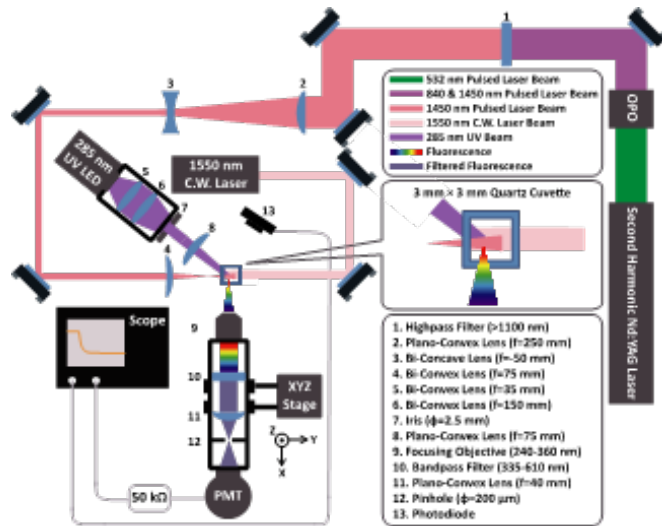 1
3
2
532 nm Pulsed Laser Beam
840 & 1450 nm Pulsed Laser Beam
1450 nm Pulsed Laser Beam
1550 nm C.W. Laser Beam
285 nm UV Beam
Fluorescence
Filtered Fluorescence
OPO
285 nm
UV LED
5
6
7
8
1550 nm
C.W. Laser
13
3 mm × 3 mm Quartz Cuvette
Second Harmonic Nd:YAG Laser
4
Scope
9
10
11
12
XYZ
Stage
Z
Y
X
50 kΩ
PMT
1. Highpass Filter (>1100 nm)
2. Plano-Convex Lens (f=250 mm)
3. Bi-Concave Lens (f=-50 mm)
4. Bi-Convex Lens (f=75 mm)
5. Bi-Convex Lens (f=35 mm)
6. Bi-Convex Lens (f=150 mm)
7. Iris (ϕ=2.5 mm)
8. Plano-Convex Lens (f=75 mm)
9. Focusing Objective (240-360 nm)
10. Bandpass Filter (335-610 nm)
11. Plano-Convex Lens (f=40 mm)
12. Pinhole (ϕ=200 μm)
13. Photodiode